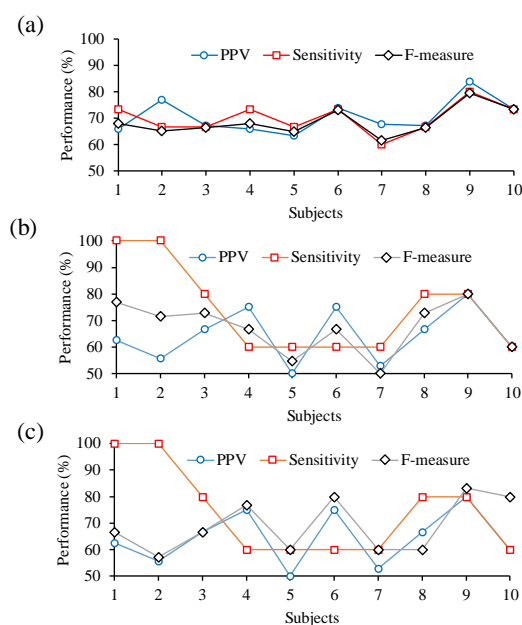 (a)
100
90
80
70
60
50
Performance (%)
PPV
Sensitivity
F-measure
1 2 3 4 5 6 7 8 9 10
Subjects
(b)
100
90
80
70
60
50
Performance (%)
PPV
Sensitivity
F-measure
1 2 3 4 5 6 7 8 9 10
Subjects
(c)
100
90
80
70
60
50
Performance (%)
PPV
Sensitivity
F-measure
1 2 3 4 5 6 7 8 9 10
Subjects